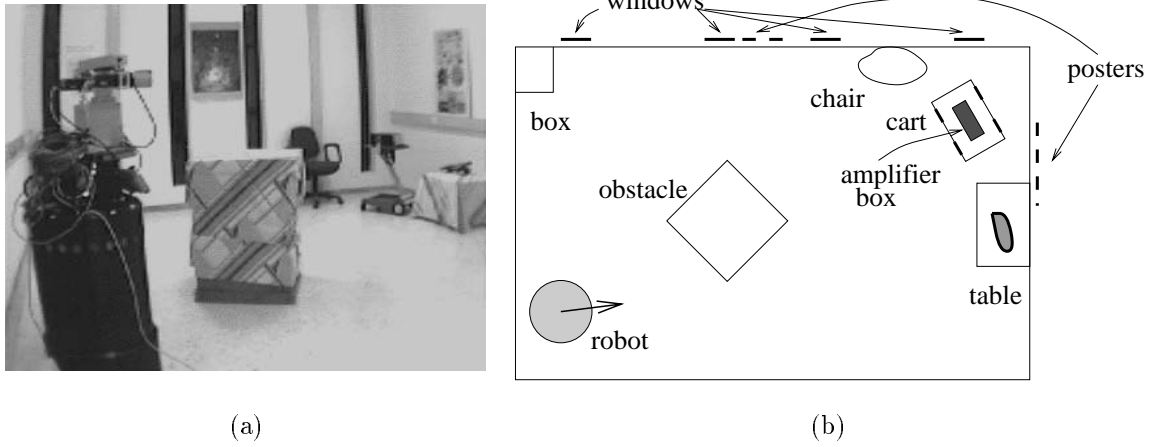 windows
posters
chair
box
cart
amplifier
box
obstacle
table
robot
(a)
(b)